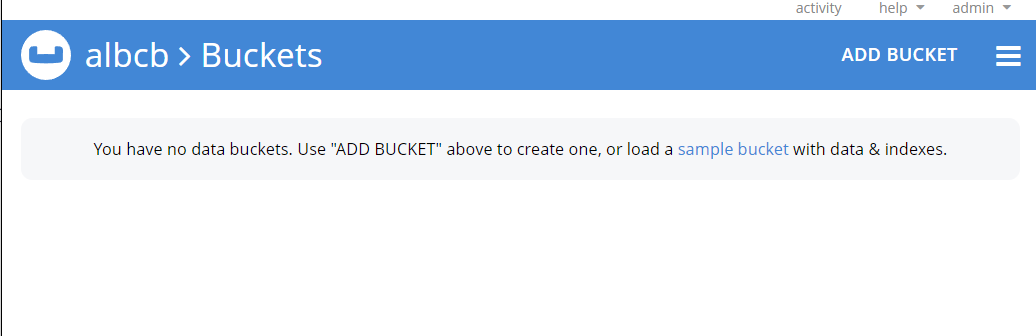 activity help admin
albcb > Buckets ADD BUCKET
You have no data buckets. Use "ADD BUCKET" above to create one, or load a sample bucket with data & indexes.